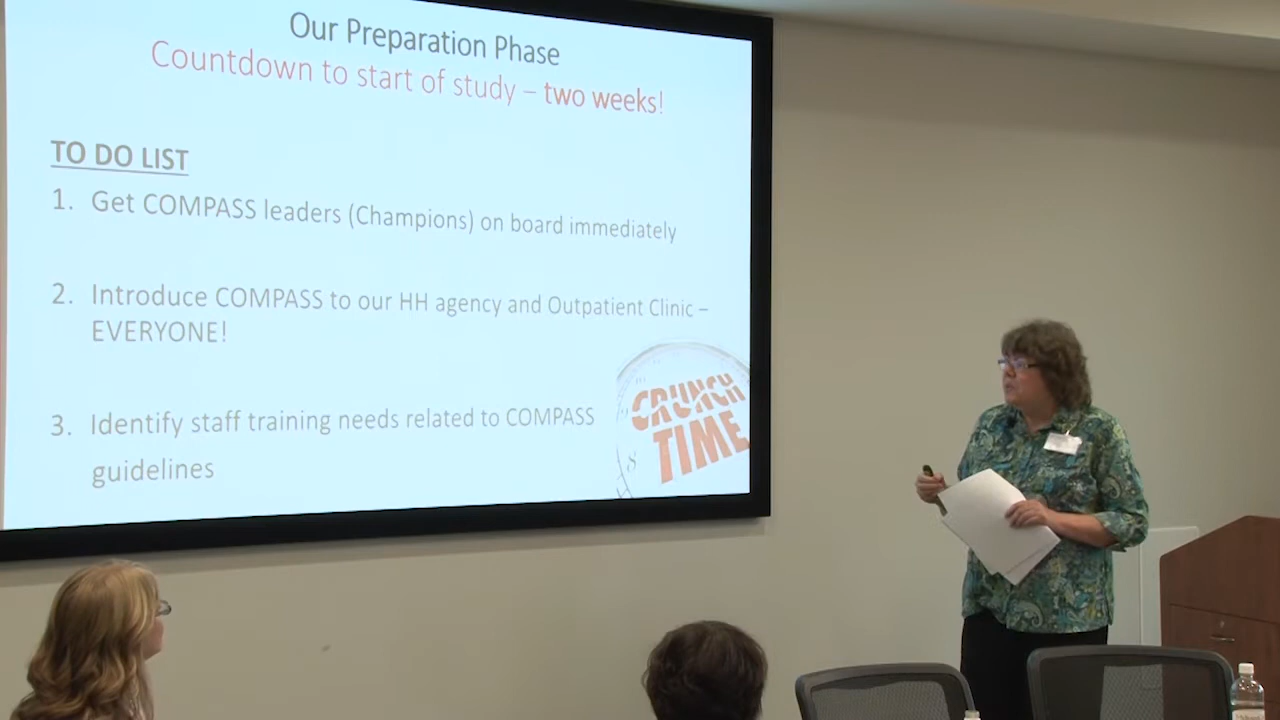 Our Preparation Phase
Countdown to start of study – two weeks!
TO DO LIST
1. Get COMPASS leaders (Champions) on board immediately
2. Introduce COMPASS to our HH agency and Outpatient Clinic –
EVERYONE!
3. Identify staff training needs related to COMPASS
guidelines
CRUNCH
TIME